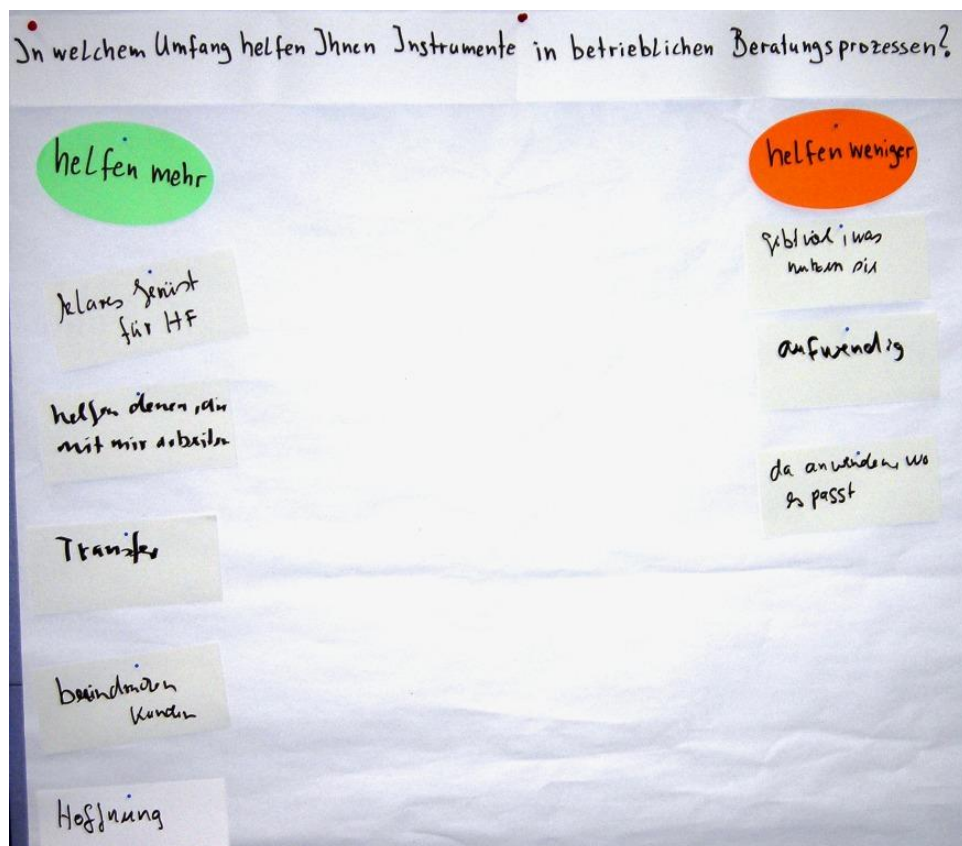 In welchem Umfang helfen Ihnen Instrumente in betrieblichen Beratungsprozessen?
helfen mehr
klares Gerüst
für HF
helfen denen, die
mit mir arbeiten
Transfer
beeindrucken
Kunden
Hoffnung
helfen weniger
gibt viel, was
nutzen sie
aufwendig
da anwenden, wo
es passt